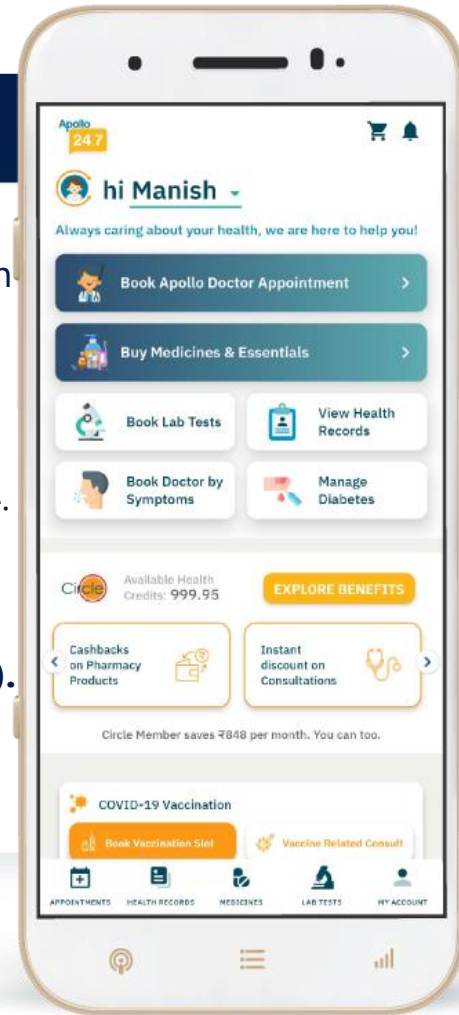 Apollo
24|7
hi Manish
Always caring about your health, we are here to help you!
Book Apollo Doctor Appointment
Buy Medicines & Essentials
Book Lab Tests
View Health
Records
Book Doctor by
Symptoms
Manage
Diabetes
Circle
Available Health
Credits: 999.95
EXPLORE BENEFITS
Cashbacks
on Pharmacy
Products
Instant
discount on
Consultations
Circle Member saves ₹848 per month. You can too.
COVID-19 Vaccination
Book Vaccination Slot
Vaccine Related Consult
APPOINTMENTS
HEALTH RECORDS
MEDICINES
LAB TESTS
MY ACCOUNT